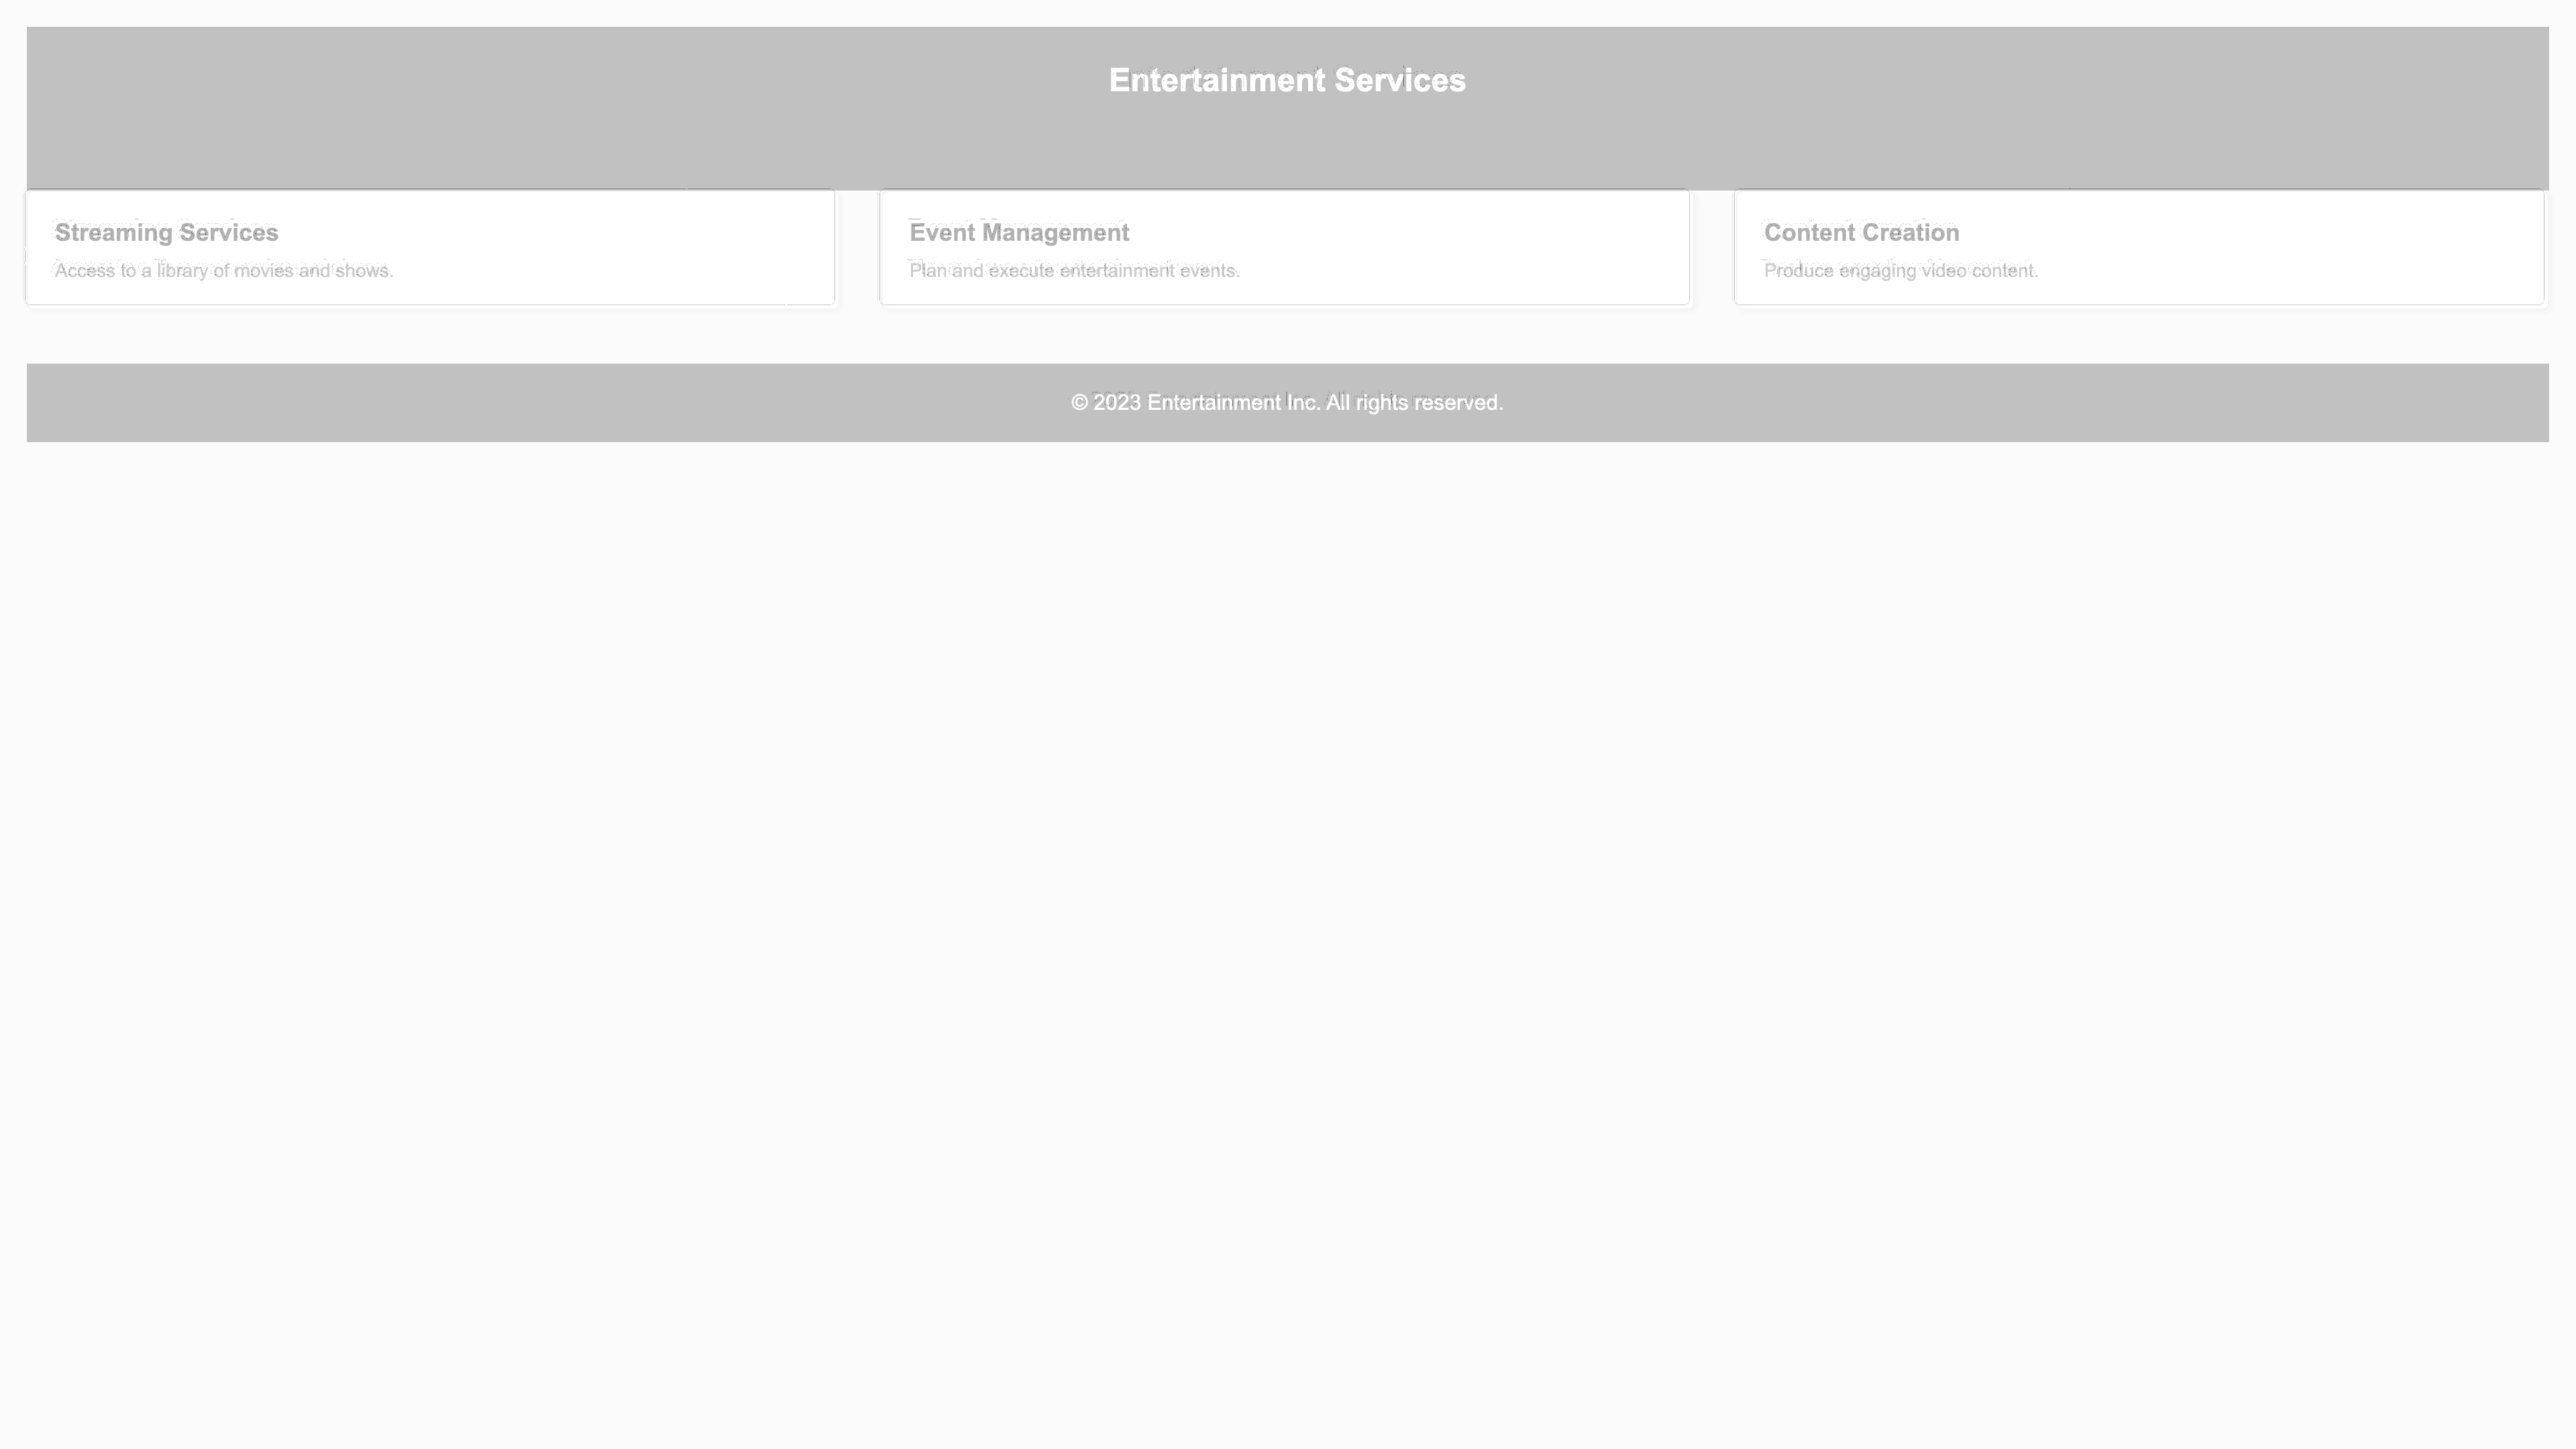 Entertainment Services
Streaming Services
Access to a library of movies and shows.
Event Management
Plan and execute entertainment events.
Content Creation
Produce engaging video content.
© 2023 Entertainment Inc. All rights reserved.